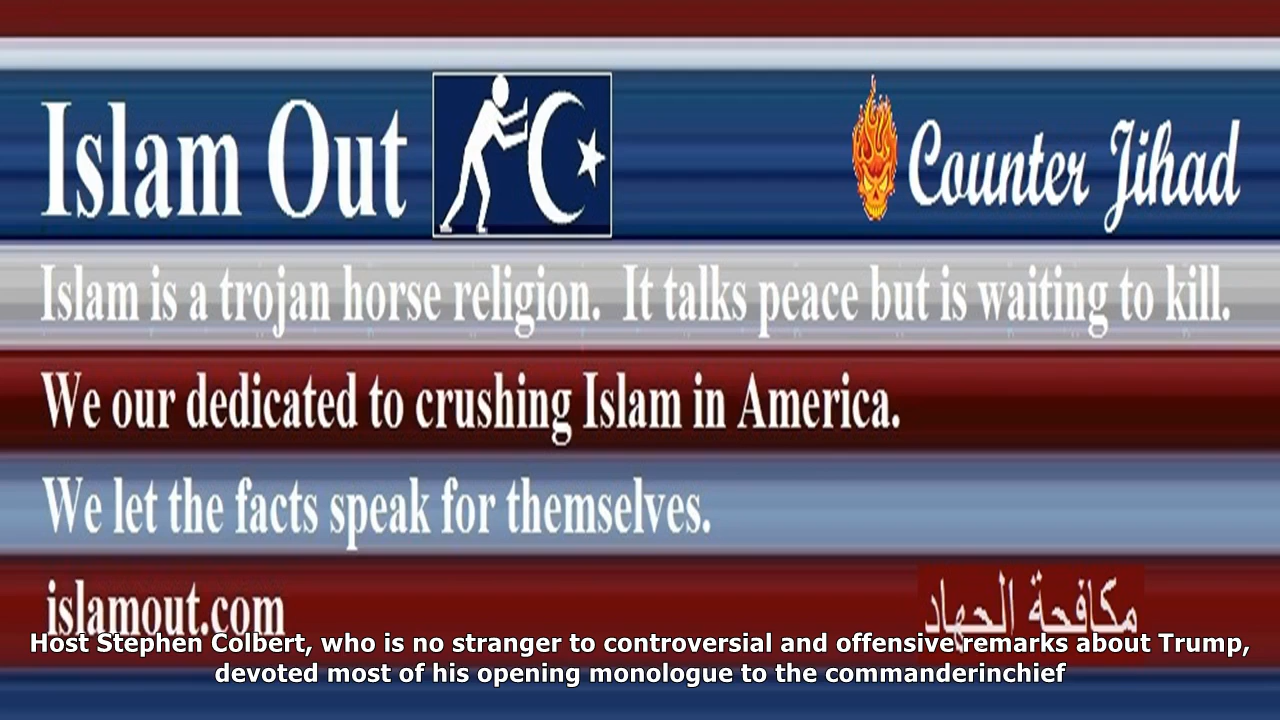 Islam Out
Counter Jihad
Islam is a trojan horse religion. It talks peace but is waiting to kill.
We our dedicated to crushing Islam in America.
We let the facts speak for themselves.
islamout.com
مكافحة الجهاد
Host Stephen Colbert, who is no stranger to controversial and offensive remarks about Trump,
devoted most of his opening monologue to the commanderinchief